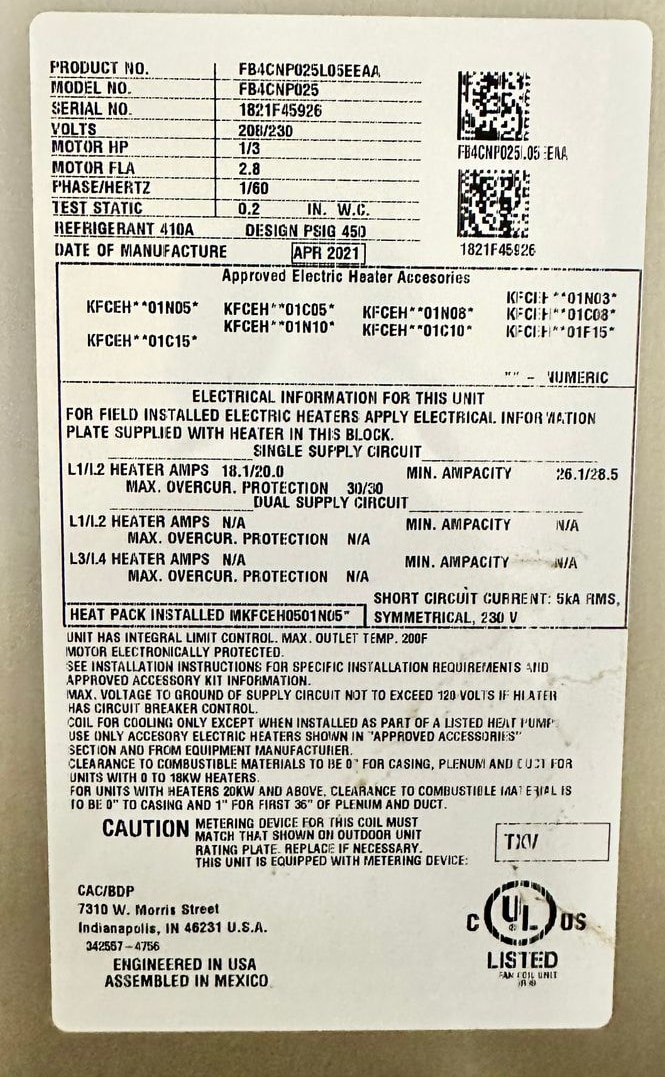 PRODUCT NO. FB4CNP025L05EEAA
MODEL NO. FB4CNP025
SERIAL NO. 1821F45926
VOLTS 208/230
MOTOR HP 1/3
MOTOR FLA 2.8
PHASE/HERTZ 1/60
TEST STATIC 0.2 IN. W.C.
REFRIGERANT 410A DESIGN PSIG 450
DATE OF MANUFACTURE APR 2021
FB4CNP025L05EEAA
1821F45926
Approved Electric Heater Accesories
KFCEH**01N05* KFCEH**01C05* KFCEH**01N08* KFCEH**01N03*
KFCEH**01C15* KFCEH**01N10* KFCEH**01C10* KFCEH**01C08*
KFCEH**01F15*
"" - NUMERIC
ELECTRICAL INFORMATION FOR THIS UNIT
FOR FIELD INSTALLED ELECTRIC HEATERS APPLY ELECTRICAL INFORMATION
PLATE SUPPLIED WITH HEATER IN THIS BLOCK.
SINGLE SUPPLY CIRCUIT
L1/L2 HEATER AMPS 18.1/20.0 MIN. AMPACITY 26.1/28.5
MAX. OVERCUR. PROTECTION 30/30
DUAL SUPPLY CIRCUIT
L1/L2 HEATER AMPS N/A MIN. AMPACITY N/A
MAX. OVERCUR. PROTECTION N/A
L3/L4 HEATER AMPS N/A MIN. AMPACITY N/A
MAX. OVERCUR. PROTECTION N/A
SHORT CIRCUIT CURRENT: 5kA RMS,
HEAT PACK INSTALLED MKFCEH0501N05* SYMMETRICAL, 230 V
UNIT HAS INTEGRAL LIMIT CONTROL. MAX. OUTLET TEMP. 200F
MOTOR ELECTRONICALLY PROTECTED.
SEE INSTALLATION INSTRUCTIONS FOR SPECIFIC INSTALLATION REQUIREMENTS AND
APPROVED ACCESSORY KIT INFORMATION.
MAX. VOLTAGE TO GROUND OF SUPPLY CIRCUIT NOT TO EXCEED 120 VOLTS IF HEATER
HAS CIRCUIT BREAKER CONTROL.
COIL FOR COOLING ONLY EXCEPT WHEN INSTALLED AS PART OF A LISTED HEAT PUMP
USE ONLY ACCESORY ELECTRIC HEATERS SHOWN IN "APPROVED ACCESSORIES"
SECTION AND FROM EQUIPMENT MANUFACTURER.
CLEARANCE TO COMBUSTIBLE MATERIALS TO BE 0" FOR CASING, PLENUM AND DUCT FOR
UNITS WITH 0 TO 18KW HEATERS.
FOR UNITS WITH HEATERS 20KW AND ABOVE, CLEARANCE TO COMBUSTIBLE MATERIAL IS
TO BE 0" TO CASING AND 1" FOR FIRST 36" OF PLENUM AND DUCT.
CAUTION METERING DEVICE FOR THIS COIL MUST
MATCH THAT SHOWN ON OUTDOOR UNIT
RATING PLATE. REPLACE IF NECESSARY.
THIS UNIT IS EQUIPPED WITH METERING DEVICE: TXV
CAC/BDP
7310 W. Morris Street
Indianapolis, IN 46231 U.S.A.
342557-4756
ENGINEERED IN USA
ASSEMBLED IN MEXICO
C UL US
®
LISTED
FAN COIL UNIT